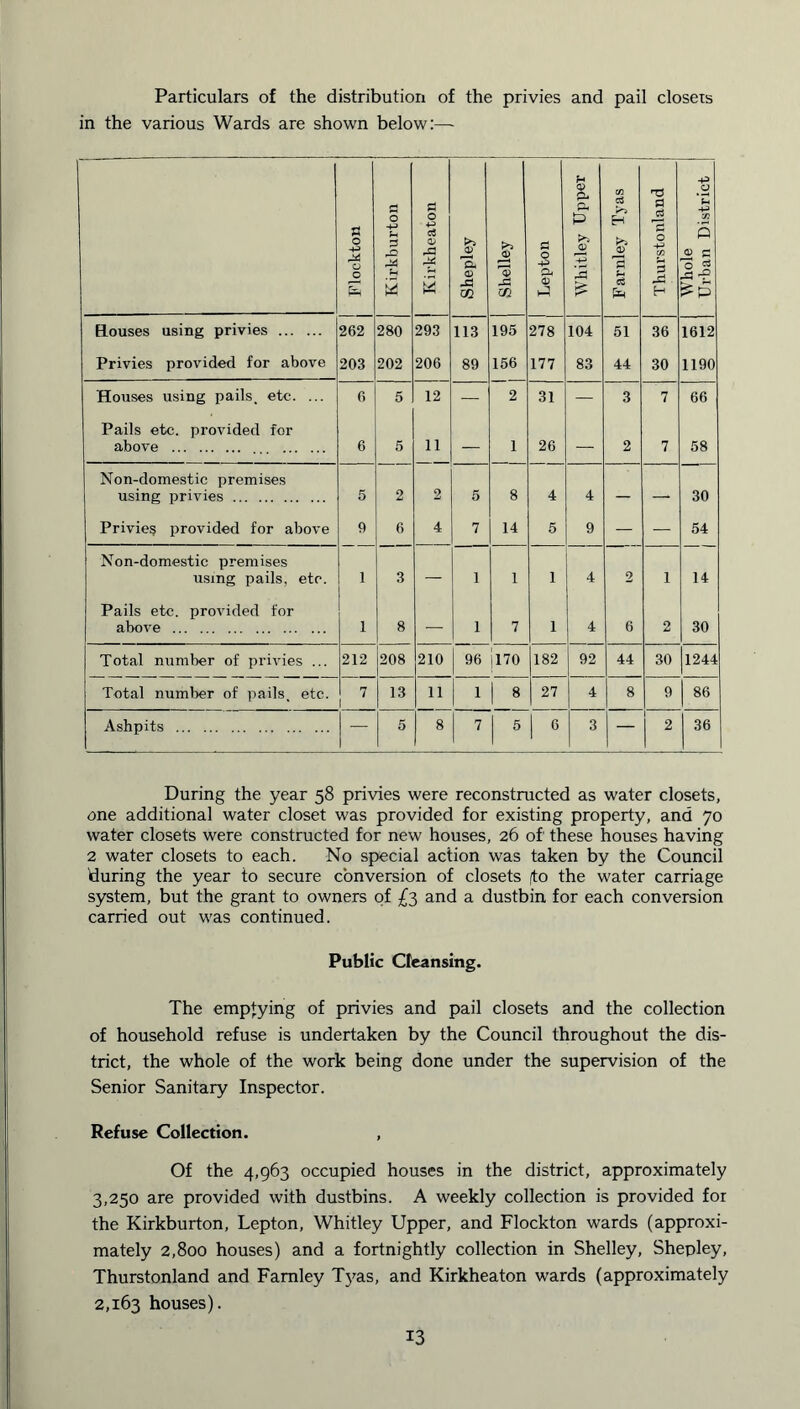 Particulars of the distribution of the privies and pail closets
in the various Wards are shown below:—
Flockton | Kirkburton | Kirkheaton | Shepley | Shelley | Lepton | Whitley Upper | Farnley Tyas | Thurstonland | Whole Urban District
Houses using privies ... ... | 262 | 280 | 293 | 113 | 195 | 278 | 104 | 51 | 36 | 1612
Privies provided for above | 203 | 202 | 206 | 89 | 156 | 177 | 83 | 44 | 30 | 1190
Houses using pails, etc. ... | 6 | 5 | 12 | — | 2 | 31 | — | 3 | 7 | 66
Pails etc. provided for
above ... ... ... ... ... ... | 6 | 5 | 11 | — | 1 | 26 | — | 2 | 7 | 58
Non-domestic premises
using privies ... ... ... ... | 5 | 2 | 2 | 5 | 8 | 4 | 4 | — | — | 30
Privies provided for above | 9 | 6 | 4 | 7 | 14 | 5 | 9 | — | — | 54
Non-domestic premises
using pails, etc. | 1 | 3 | — | 1 | 1 | 1 | 4 | 2 | 1 | 14
Pails etc. provided for
above ... ... ... ... ... ... | 1 | 8 | — | 1 | 7 | 1 | 4 | 6 | 2 | 30
Total number of privies ... | 212 | 208 | 210 | 96 | 170 | 182 | 92 | 44 | 30 | 1244
Total number of pails, etc. | 7 | 13 | 11 | 1 | 8 | 27 | 4 | 8 | 9 | 86
Ashpits ... ... ... ... ... ... | — | 5 | 8 | 7 | 5 | 6 | 3 | — | 2 | 36
During the year 58 privies were reconstructed as water closets,
one additional water closet was provided for existing property, and 70
water closets were constructed for new houses, 26 of these houses having
2 water closets to each. No special action was taken by the Council
during the year to secure conversion of closets to the water carriage
system, but the grant to owners of £3 and a dustbin for each conversion
carried out was continued.
Public Cleansing.
The emptying of privies and pail closets and the collection
of household refuse is undertaken by the Council throughout the dis-
trict, the whole of the work being done under the supervision of the
Senior Sanitary Inspector.
Refuse Collection.
Of the 4,963 occupied houses in the district, approximately
3,250 are provided with dustbins. A weekly collection is provided for
the Kirkburton, Lepton, Whitley Upper, and Flockton wards (approxi-
mately 2,800 houses) and a fortnightly collection in Shelley, Shepley,
Thurstonland and Farnley Tyas, and Kirkheaton wards (approximately
2,163 houses).
13